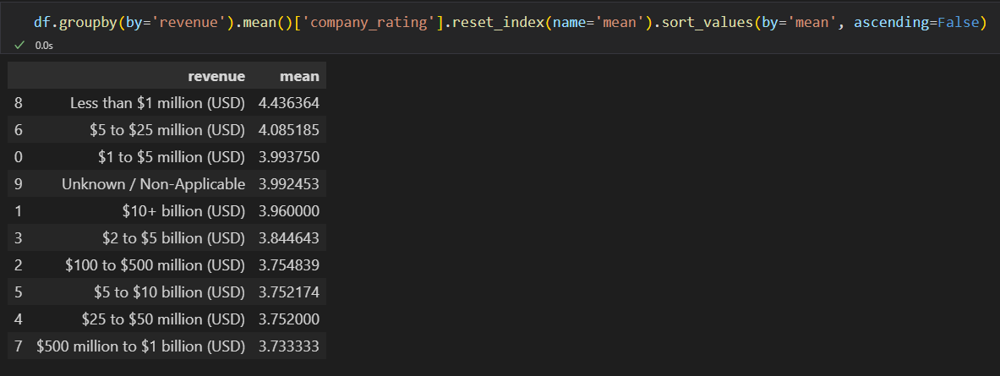 df.groupby(by='revenue').mean()['company_rating'].reset_index(name='mean').sort_values(by='mean', ascending=False)
0.0s
revenue mean
8 Less than $1 million (USD) 4.436364
6 $5 to $25 million (USD) 4.085185
0 $1 to $5 million (USD) 3.993750
9 Unknown / Non-Applicable 3.992453
1 $10+ billion (USD) 3.960000
3 $2 to $5 billion (USD) 3.844643
2 $100 to $500 million (USD) 3.754839
5 $5 to $10 billion (USD) 3.752174
4 $25 to $50 million (USD) 3.752000
7 $500 million to $1 billion (USD) 3.733333